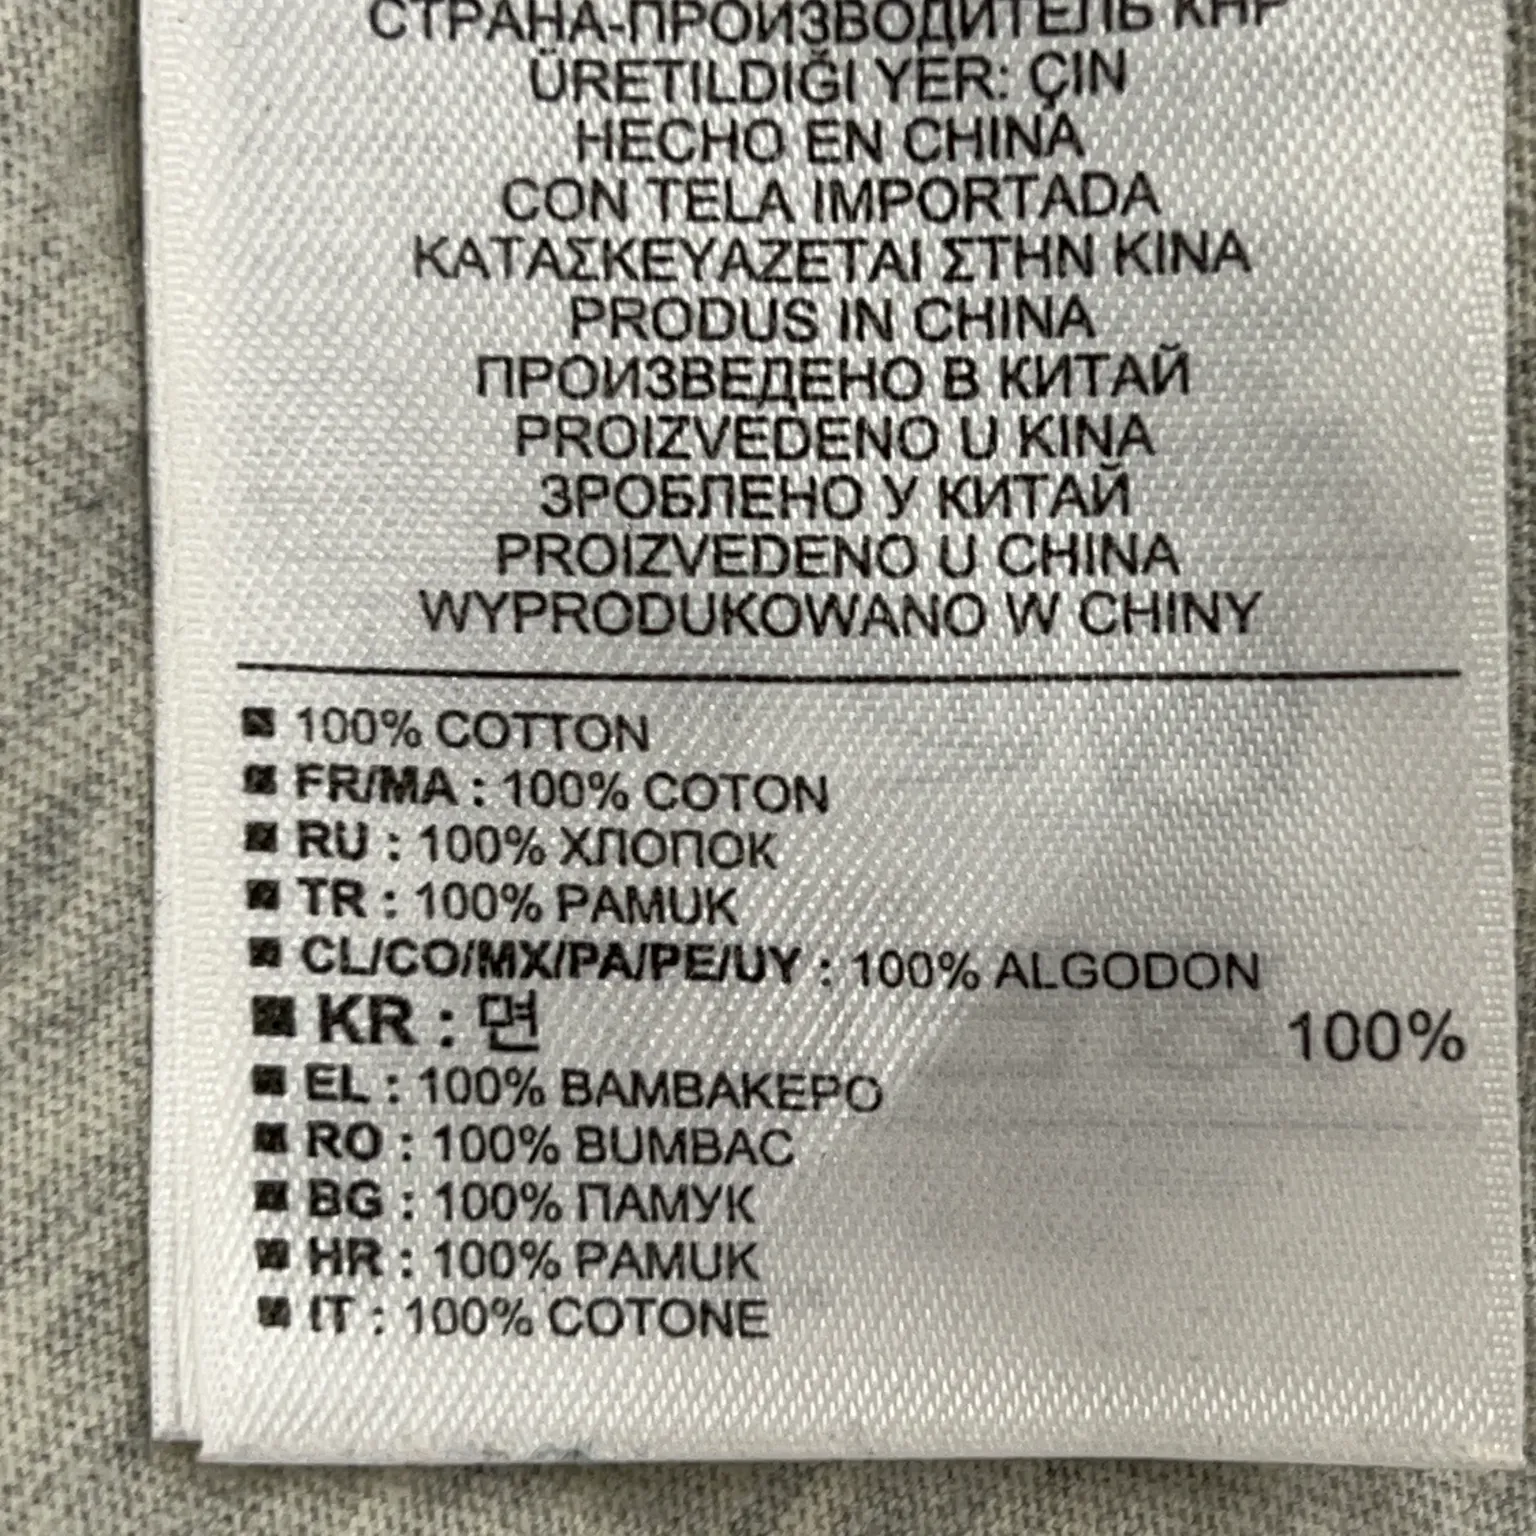 СТРАНА-ПРОИЗВОДИТЕЛЬ КНР
ÜRETILDIĞI YER: ÇIN
HECHO EN CHINA
CON TELA IMPORTADA
ΚΑΤΑΣΚΕΥΑΖΕΤΑΙ ΣΤΗΝ ΚΙΝΑ
PRODUS IN CHINA
ПРОИЗВЕДЕНО В КИТАЙ
PROIZVEDENO U KINA
ЗРОБЛЕНО У КИТАЙ
PROIZVEDENO U CHINA
WYPRODUKOWANO W CHINY
■ 100% COTTON
■ FR/MA : 100% COTON
■ RU : 100% ХЛОПОК
■ TR : 100% PAMUK
■ CL/CO/MX/PA/PE/UY : 100% ALGODON
■ KR : 면 100%
■ EL : 100% ΒΑΜΒΑΚΕΡΟ
■ RO : 100% BUMBAC
■ BG : 100% ПАМУК
■ HR : 100% PAMUK
■ IT : 100% COTONE